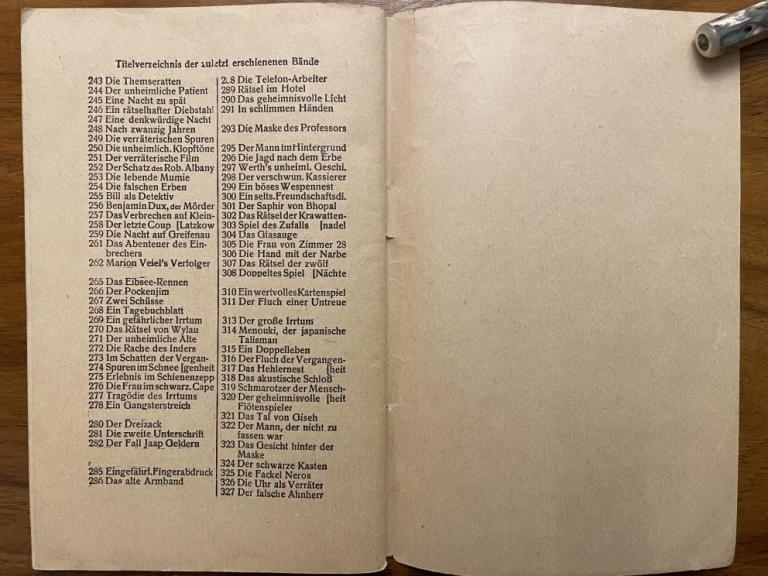 Titelverzeichnis der zuletzt erschienenen Bände
243 Die Themseratten
244 Der unheimliche Patient
245 Eine Nacht zu spät
246 Ein rätselhafter Diebstahl
247 Eine denkwürdige Nacht
248 Nach zwanzig Jahren
249 Die verräterischen Spuren
250 Die unheimlich. Klopftöne
251 Der verräterische Film
252 Der Schatz des Rob. Albany
253 Die lebende Mumie
254 Die falschen Erben
255 Bill als Detektiv
256 Benjamin Dux, der Mörder
257 Das Verbrechen auf Klein-
258 Der letzte Coup [Latzkow
259 Die Nacht auf Greifenau
261 Das Abenteuer des Ein-
brechers
262 Marion Veiel's Verfolger
265 Das Eibsee-Rennen
266 Der Pockenjim
267 Zwei Schüsse
268 Ein Tagebuchblatt
269 Ein gefährlicher Irrtum
270 Das Rätsel von Wylau
271 Der unheimliche Alte
272 Die Rache des Inders
273 Im Schatten der Vergan-
274 Spuren im Schnee [genheit
275 Erlebnis im Schienenzepp
276 Die Frau im schwarz. Cape
277 Tragödie des Irrtums
278 Ein Gangsterstreich
280 Der Dreizack
281 Die zweite Unterschrift
282 Der Fall Jaap Geldern
285 Ein gefährl. Fingerabdruck
286 Das alte Armband
2.8 Die Telefon-Arbeiter
289 Rätsel im Hotel
290 Das geheimnisvolle Licht
291 In schlimmen Händen
293 Die Maske des Professors
295 Der Mann im Hintergrund
296 Die Jagd nach dem Erbe
297 Werth's unheiml. Geschi.
298 Der verschwun. Kassierer
299 Ein böses Wespennest
300 Ein selts. Freundschaftsdi.
301 Der Saphir von Bhopal
302 Das Rätsel der Krawatten-
303 Spiel des Zufalls [nadel
304 Das Glasauge
305 Die Frau von Zimmer 28
306 Die Hand mit der Narbe
307 Das Rätsel der zwölf
308 Doppeltes Spiel [Nächte
310 Ein wertvolles Kartenspiel
311 Der Fluch einer Untreue
313 Der große Irrtum
314 Menouki, der japanische
Talisman
315 Ein Doppelleben
316 Der Fluch der Vergangen-
317 Das Hehlernest [heit
318 Das akustische Schloß
319 Schmarotzer der Mensch-
320 Der geheimnisvolle [heit
Flötenspieler
321 Das Tal von Giseh
322 Der Mann, der nicht zu
fassen war
323 Das Gesicht hinter der
Maske
324 Der schwarze Kasten
325 Die Fackel Neros
326 Die Uhr als Verräter
327 Der falsche Ahnherr